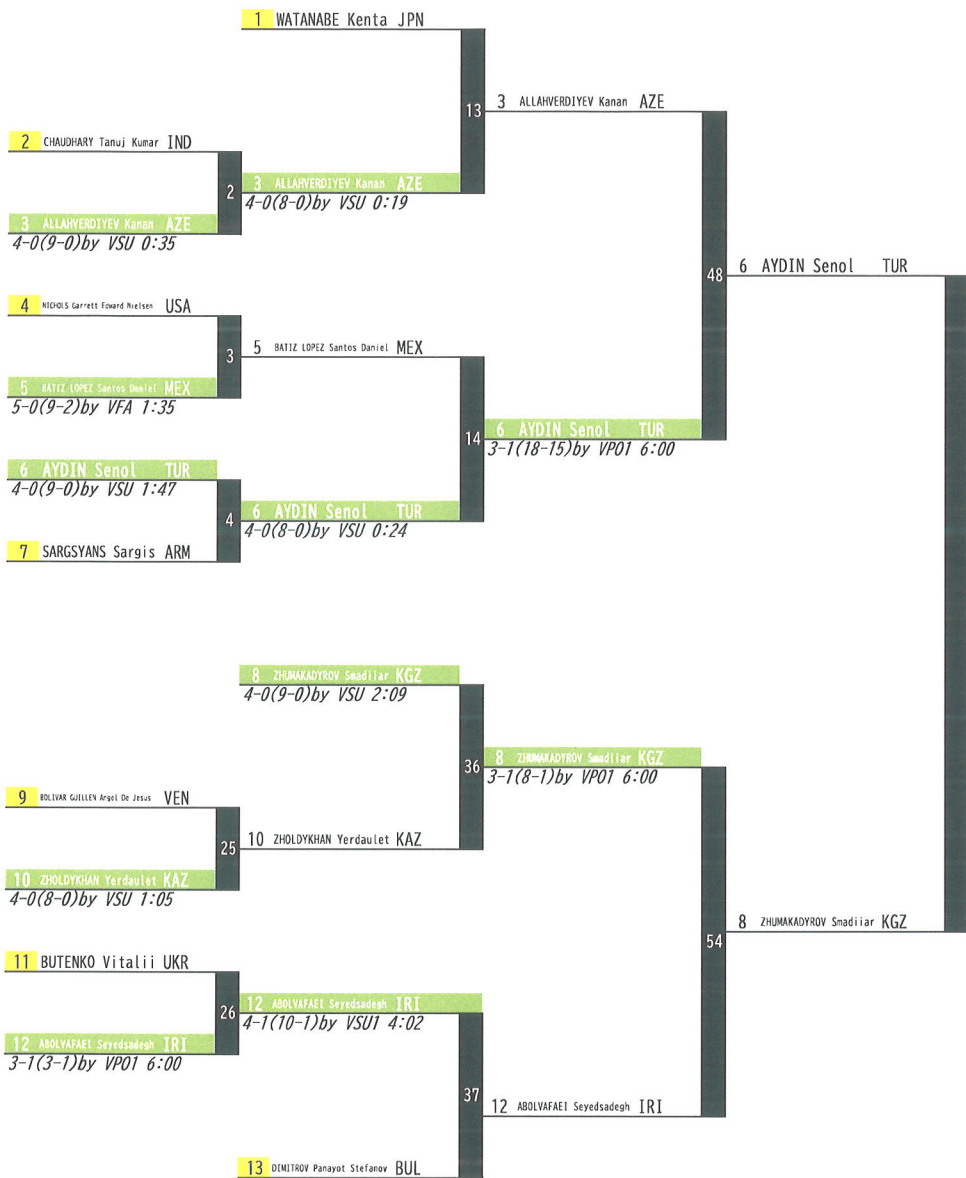 1 WATANABE Kenta JPN
13
3 ALLAHVERDIYEV Kanan AZE
2 CHAUDHARY Tanuj Kumar IND
2
3 ALLAHVERDIYEV Kanan AZE
4-0(8-0)by VSU 0:19
3 ALLAHVERDIYEV Kanan AZE
4-0(9-0)by VSU 0:35
48
6 AYDIN Senol TUR
4 NICHOLS Garrett Edward Nielsen USA
3
5 BATIZ LOPEZ Santos Daniel MEX
5 BATIZ LOPEZ Santos Daniel MEX
5-0(9-2)by VFA 1:35
14
6 AYDIN Senol TUR
3-1(18-15)by VPO1 6:00
6 AYDIN Senol TUR
4-0(9-0)by VSU 1:47
4
6 AYDIN Senol TUR
4-0(8-0)by VSU 0:24
7 SARGSYANS Sargis ARM
8 ZHUMAKADYROV Smadiiar KGZ
4-0(9-0)by VSU 2:09
36
8 ZHUMAKADYROV Smadiiar KGZ
3-1(8-1)by VPO1 6:00
9 BOLIVAR GUILLEN Angel De Jesus VEN
25
10 ZHOLDYKHAN Yerdaulet KAZ
10 ZHOLDYKHAN Yerdaulet KAZ
4-0(8-0)by VSU 1:05
54
8 ZHUMAKADYROV Smadiiar KGZ
11 BUTENKO Vitalii UKR
26
12 ABOLVAFAEI Seyedsadegh IRI
4-1(10-1)by VSU1 4:02
12 ABOLVAFAEI Seyedsadegh IRI
3-1(3-1)by VPO1 6:00
37
12 ABOLVAFAEI Seyedsadegh IRI
13 DIMITROV Panayot Stefanov BUL